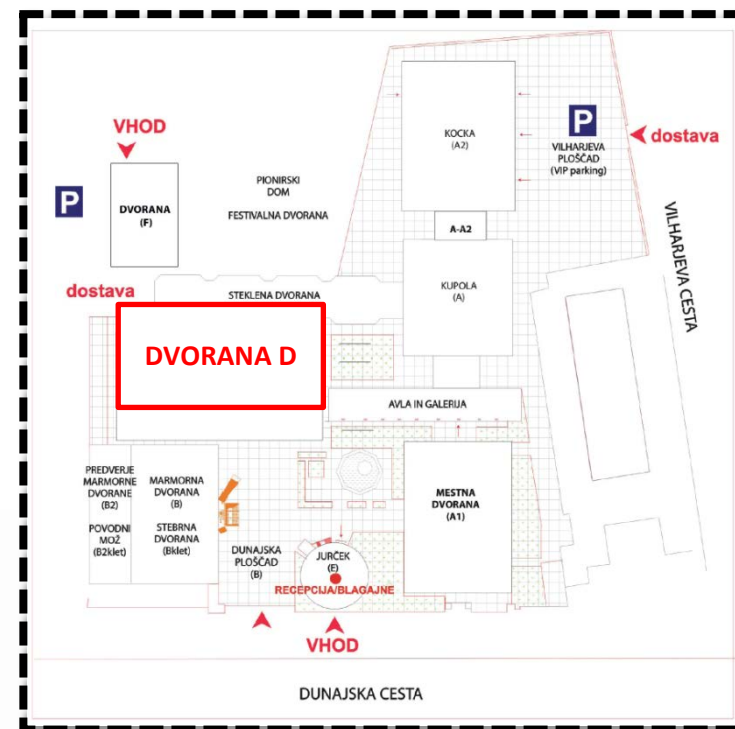 VHOD
P
DVORANA
(F)
PIONIRSKI
DOM
FESTIVALNA DVORANA
KOCKA
(A2)
P
VILHARJEVA
PLOŠČAD
(VIP parking)
dostava
A-A2
VILHARJEVA CESTA
dostava
STEKLENA DVORANA
KUPOLA
(A)
DVORANA D
AVLA IN GALERIJA
PREDVERJE
MARMORNE
DVORANE
(B2)
POVODNI
MOŽ
(B2klet)
MARMORNA
DVORANA
(B)
STEBRNA
DVORANA
(Bklet)
DUNAJSKA
PLOŠČAD
(B)
JURČEK
(E)
RECEPCIJA/BLAGAJNE
MESTNA
DVORANA
(A1)
VHOD
DUNAJSKA CESTA